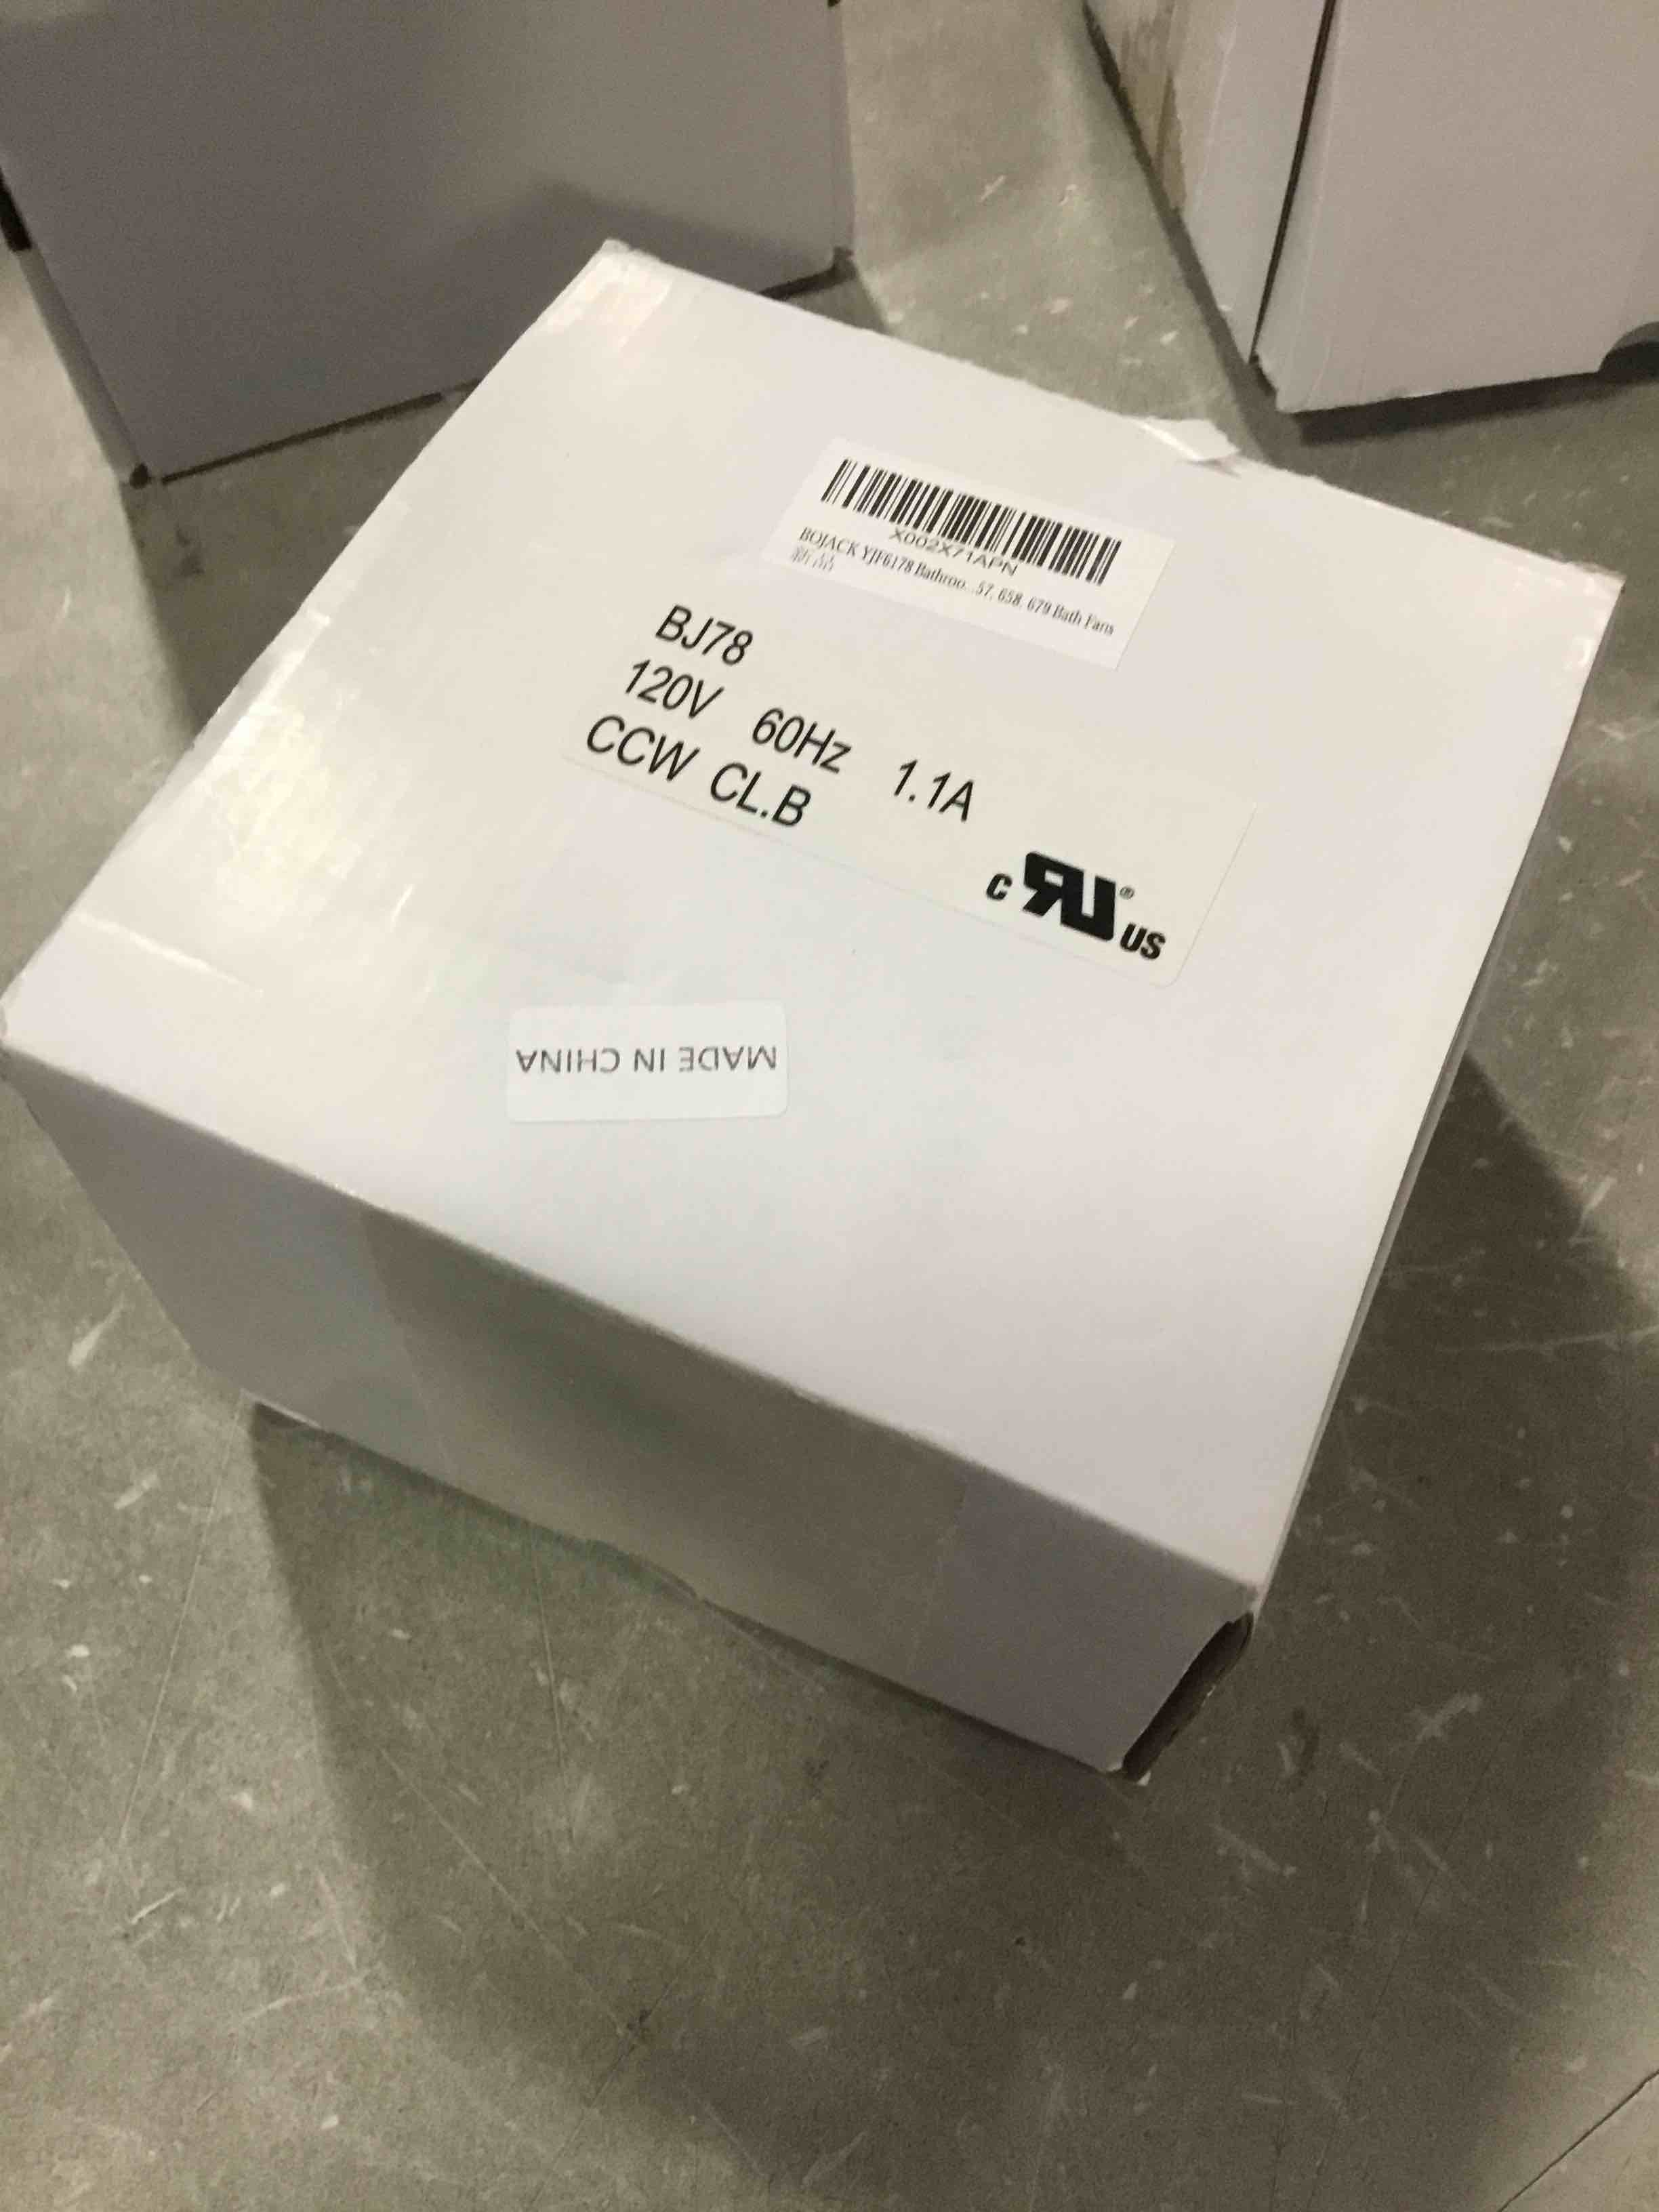 X002X71APN
BOJACK YJF6178 Bathroo...57, 658, 679 Bath Fans
新品
BJ78
120V 60Hz 1.1A
CCW CL.B
c RU® US
MADE IN CHINA